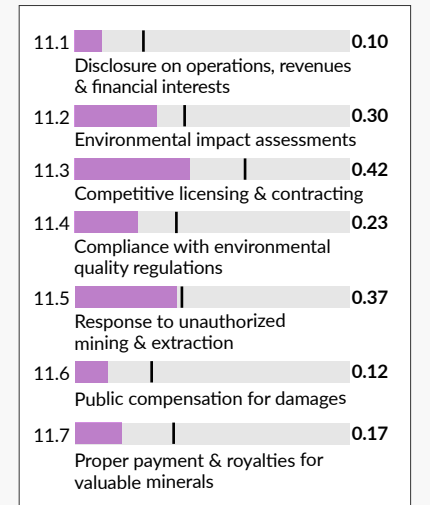 11.1 0.10
Disclosure on operations, revenues
& financial interests
11.2 0.30
Environmental impact assessments
11.3 0.42
Competitive licensing & contracting
11.4 0.23
Compliance with environmental
quality regulations
11.5 0.37
Response to unauthorized
mining & extraction
11.6 0.12
Public compensation for damages
11.7 0.17
Proper payment & royalties for
valuable minerals